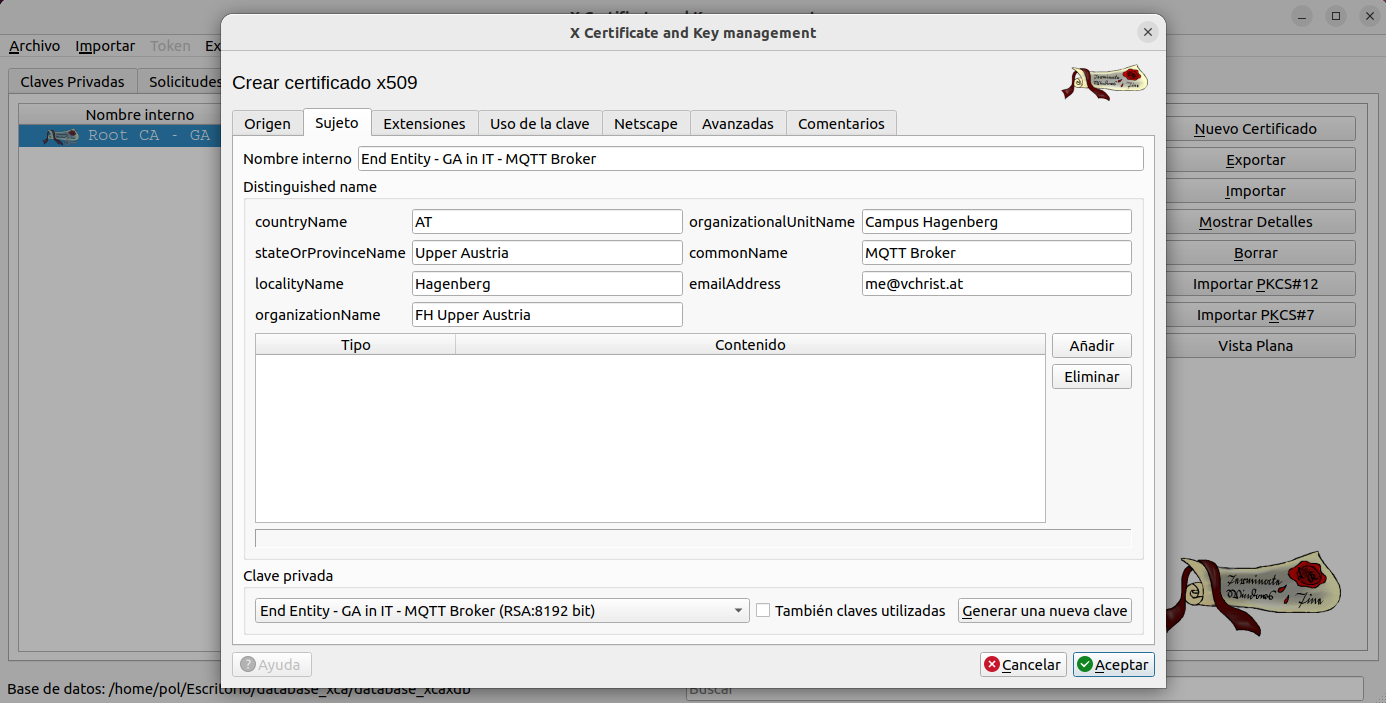 X Certificate and Key management
Archivo Importar Token Ex
Claves Privadas Solicitudes
Nombre interno
Root CA - GA
Crear certificado x509
Origen Sujeto Extensiones Uso de la clave Netscape Avanzadas Comentarios
Nombre interno End Entity - GA in IT - MQTT Broker
Distinguished name
countryName AT organizationalUnitName Campus Hagenberg
stateOrProvinceName Upper Austria commonName MQTT Broker
localityName Hagenberg emailAddress me@vchrist.at
organizationName FH Upper Austria
Tipo Contenido
Añadir
Eliminar
Clave privada
End Entity - GA in IT - MQTT Broker (RSA:8192 bit) También claves utilizadas Generar una nueva clave
Ayuda Cancelar Aceptar
Nuevo Certificado
Exportar
Importar
Mostrar Detalles
Borrar
Importar PKCS#12
Importar PKCS#7
Vista Plana
Terminate
Windows
Fine
Base de datos: /home/pol/Escritorio/database_xca/database_xcaxdb Buscar